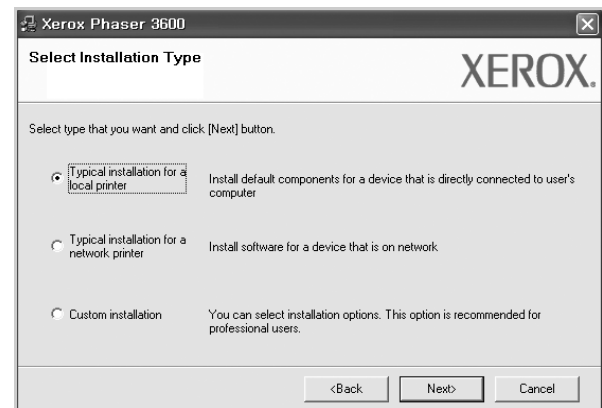 Xerox Phaser 3600
Select Installation Type
XEROX.
Select type that you want and click [Next] button.
Typical installation for a
local printer
Install default components for a device that is directly connected to user's
computer
Typical installation for a
network printer
Install software for a device that is on network
Custom installation
You can select installation options. This option is recommended for
professional users.
<Back
Next>
Cancel